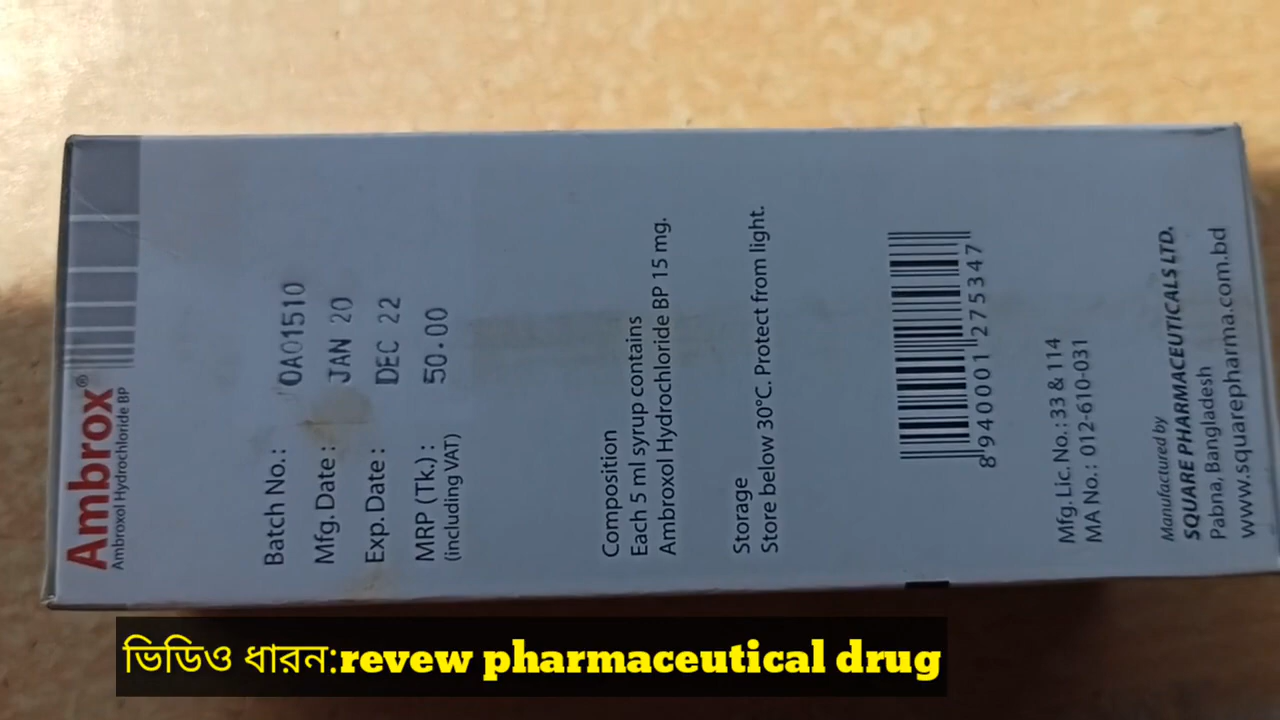 Ambrox®
Ambroxol Hydrochloride BP
Batch No.: 0A01510
Mfg. Date: JAN 20
Exp. Date: DEC 22
MRP (Tk.): 50.00
(including VAT)
Composition
Each 5 ml syrup contains
Ambroxol Hydrochloride BP 15 mg.
Storage
Store below 30°C. Protect from light.
8 940001 275347
Mfg. Lic. No.: 33 & 114
MA No.: 012-610-031
Manufactured by
SQUARE PHARMACEUTICALS LTD.
Pabna, Bangladesh
www.squarepharma.com.bd
ভিডিও ধারন:revew pharmaceutical drug